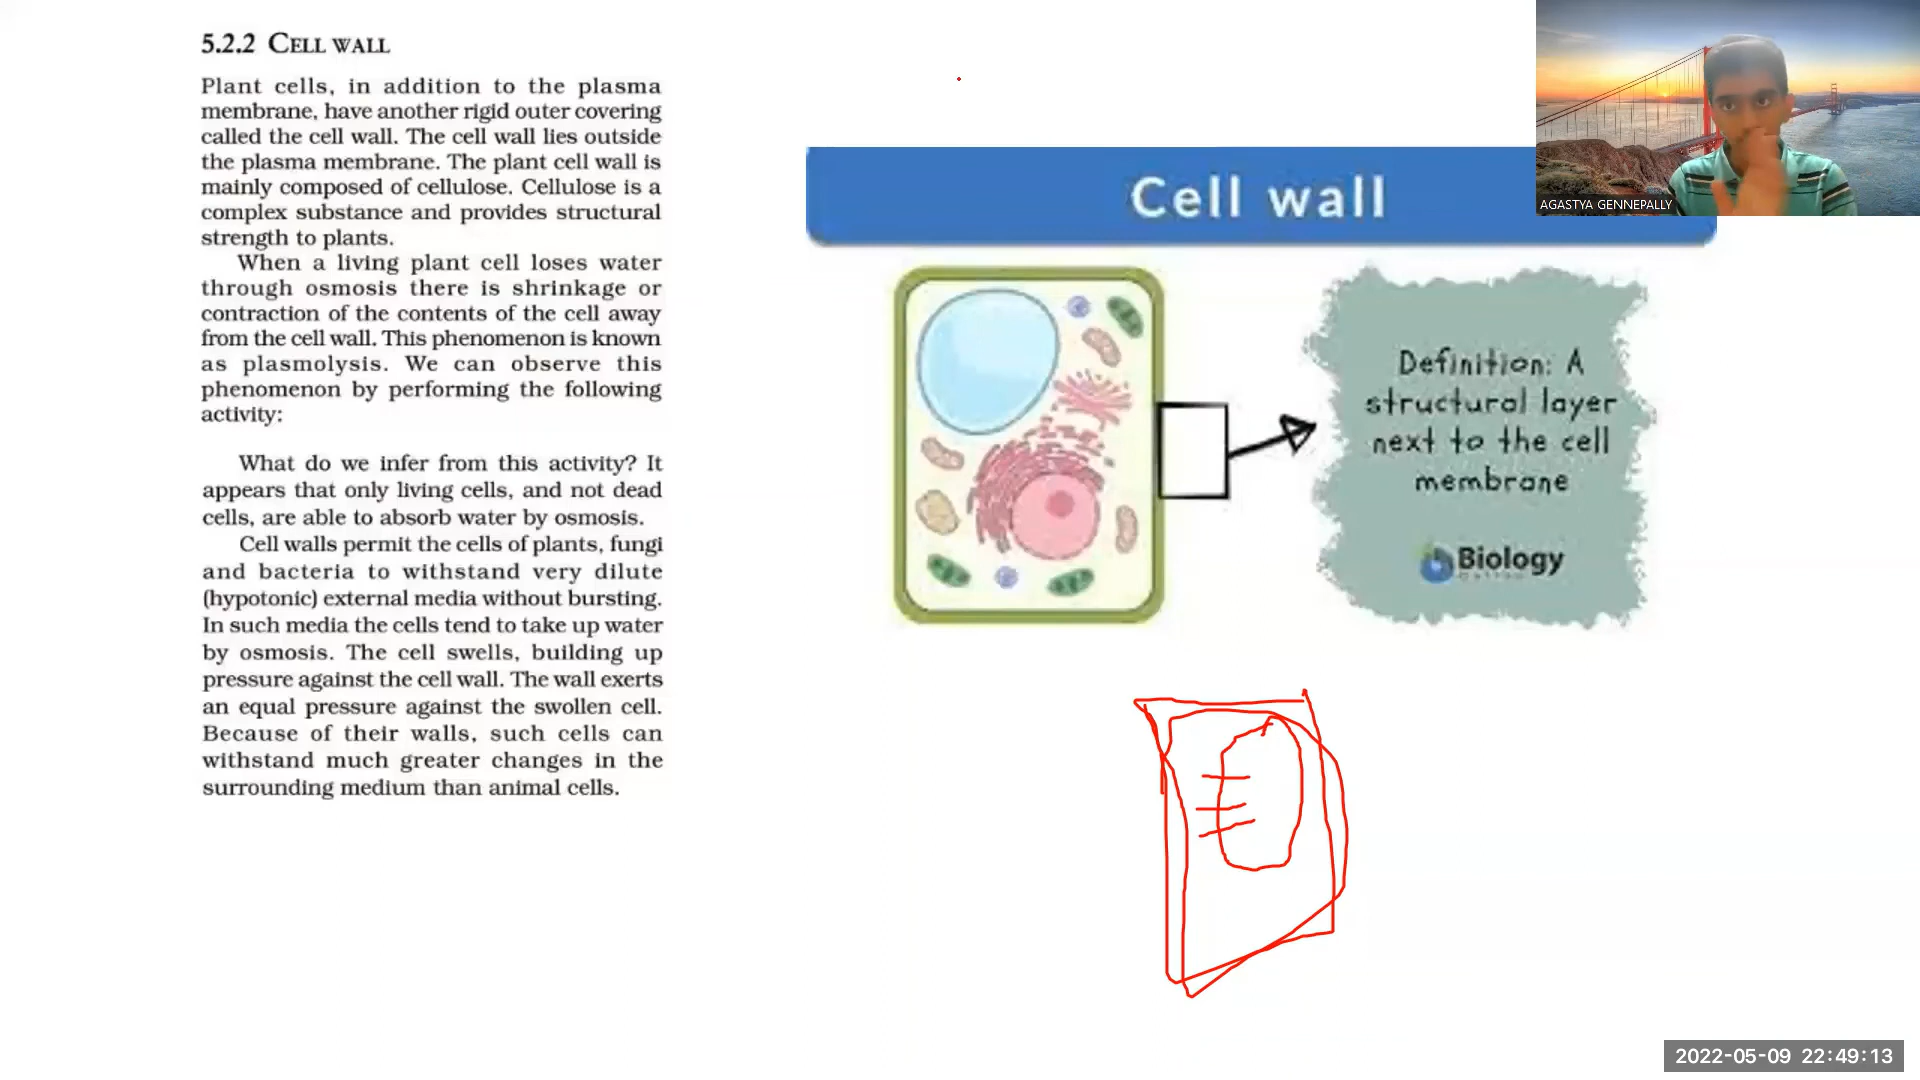 5.2.2 CELL WALL
Plant cells, in addition to the plasma
membrane, have another rigid outer covering
called the cell wall. The cell wall lies outside
the plasma membrane. The plant cell wall is
mainly composed of cellulose. Cellulose is a
complex substance and provides structural
strength to plants.
When a living plant cell loses water
through osmosis there is shrinkage or
contraction of the contents of the cell away
from the cell wall. This phenomenon is known
as plasmolysis. We can observe this
phenomenon by performing the following
activity:
What do we infer from this activity? It
appears that only living cells, and not dead
cells, are able to absorb water by osmosis.
Cell walls permit the cells of plants, fungi
and bacteria to withstand very dilute
(hypotonic) external media without bursting.
In such media the cells tend to take up water
by osmosis. The cell swells, building up
pressure against the cell wall. The wall exerts
an equal pressure against the swollen cell.
Because of their walls, such cells can
withstand much greater changes in the
surrounding medium than animal cells.
Cell wall
Definition: A
structural layer
next to the cell
membrane
Biology
AGASTYA GENNEPALLY
2022-05-09 22:49:13